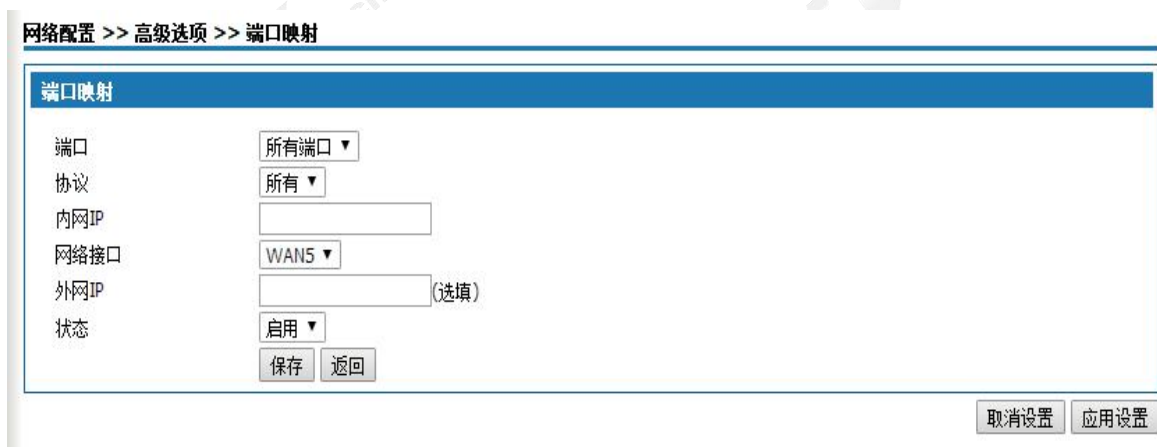 网络配置 >> 高级选项 >> 端口映射
端口映射
端口 所有端口
协议 所有
内网IP
网络接口 WAN5
外网IP (选填)
状态 启用
保存 返回
取消设置 应用设置